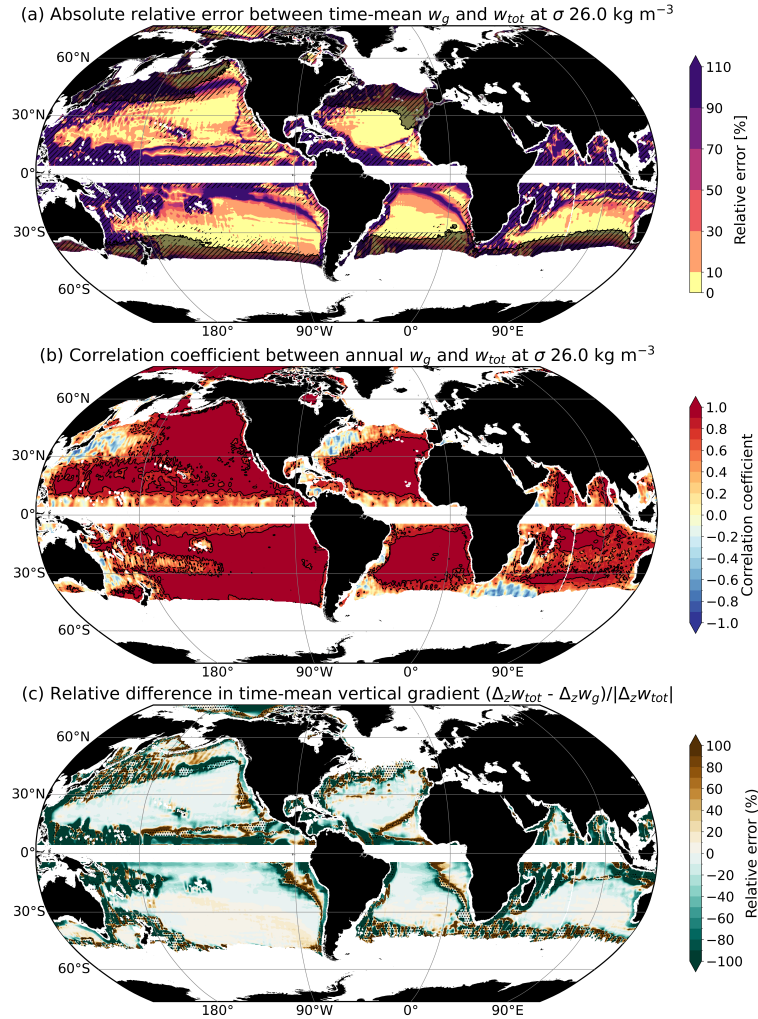 (a) Absolute relative error between time-mean w_g and w_tot at σ 26.0 kg m⁻³
60°N
30°N
0°
30°S
60°S
180°
90°W
0°
90°E
110
90
70
50
30
10
0
Relative error [%]
(b) Correlation coefficient between annual w_g and w_tot at σ 26.0 kg m⁻³
60°N
30°N
0°
30°S
60°S
180°
90°W
0°
90°E
1.0
0.8
0.6
0.4
0.2
0.0
−0.2
−0.4
−0.6
−0.8
−1.0
Correlation coefficient
(c) Relative difference in time-mean vertical gradient (Δ_z w_tot - Δ_z w_g)/|Δ_z w_tot|
60°N
30°N
0°
30°S
60°S
180°
90°W
0°
90°E
100
80
60
40
20
0
−20
−40
−60
−80
−100
Relative error (%)